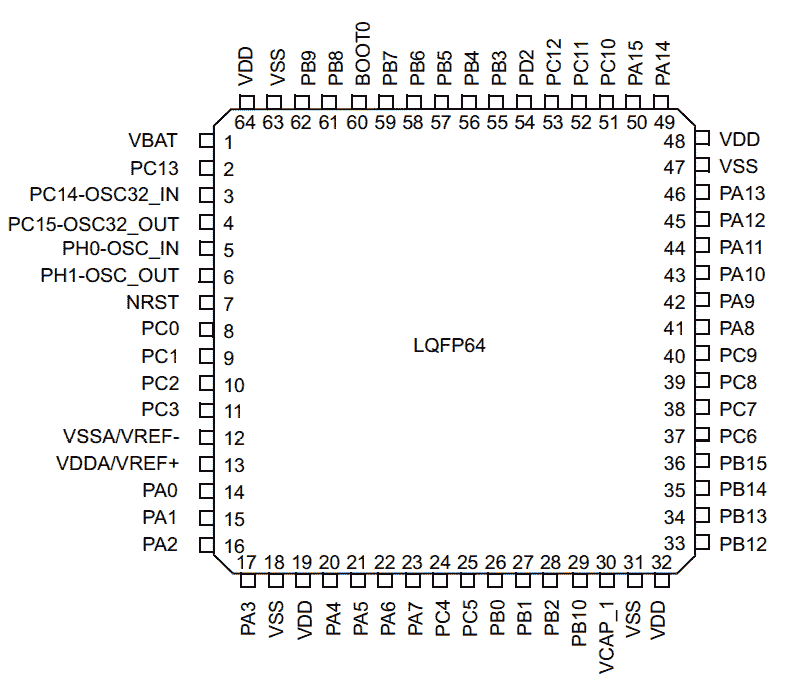 VDD VSS PB9 PB8 BOOT0 PB7 PB6 PB5 PB4 PB3 PD2 PC12 PC11 PC10 PA15 PA14
64 63 62 61 60 59 58 57 56 55 54 53 52 51 50 49
VBAT 1 48 VDD
PC13 2 47 VSS
PC14-OSC32_IN 3 46 PA13
PC15-OSC32_OUT 4 45 PA12
PH0-OSC_IN 5 44 PA11
PH1-OSC_OUT 6 43 PA10
NRST 7 42 PA9
PC0 8 41 PA8
LQFP64
PC1 9 40 PC9
PC2 10 39 PC8
PC3 11 38 PC7
VSSA/VREF- 12 37 PC6
VDDA/VREF+ 13 36 PB15
PA0 14 35 PB14
PA1 15 34 PB13
PA2 16 33 PB12
17 18 19 20 21 22 23 24 25 26 27 28 29 30 31 32
PA3 VSS VDD PA4 PA5 PA6 PA7 PC4 PC5 PB0 PB1 PB2 PB10 VCAP_1 VSS VDD